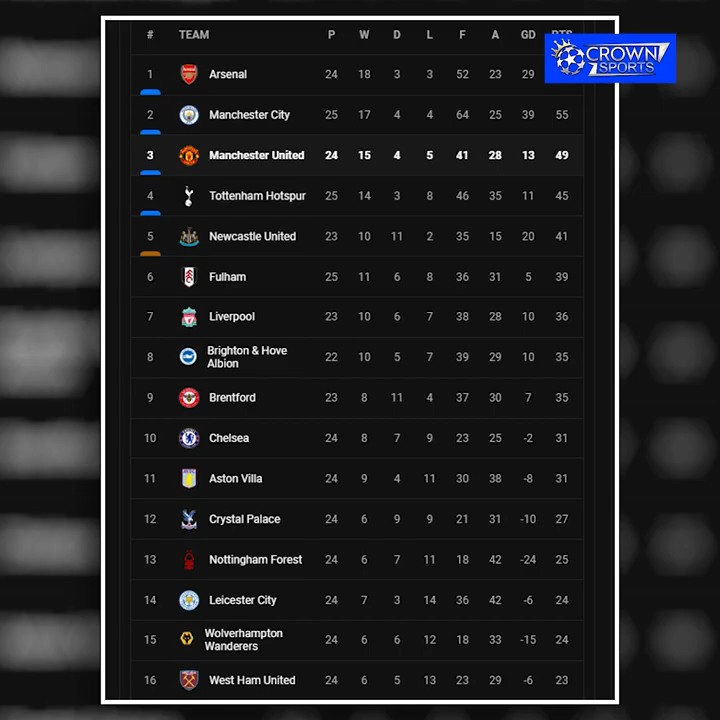 # TEAM P W D L F A GD PTS
CROWN
SPORTS
1 Arsenal 24 18 3 3 52 23 29
2 Manchester City 25 17 4 4 64 25 39 55
3 Manchester United 24 15 4 5 41 28 13 49
4 Tottenham Hotspur 25 14 3 8 46 35 11 45
5 Newcastle United 23 10 11 2 35 15 20 41
6 Fulham 25 11 6 8 36 31 5 39
7 Liverpool 23 10 6 7 38 28 10 36
8 Brighton & Hove
Albion 22 10 5 7 39 29 10 35
9 Brentford 23 8 11 4 37 30 7 35
10 Chelsea 24 8 7 9 23 25 -2 31
11 Aston Villa 24 9 4 11 30 38 -8 31
12 Crystal Palace 24 6 9 9 21 31 -10 27
13 Nottingham Forest 24 6 7 11 18 42 -24 25
14 Leicester City 24 7 3 14 36 42 -6 24
15 Wolverhampton
Wanderers 24 6 6 12 18 33 -15 24
16 West Ham United 24 6 5 13 23 29 -6 23